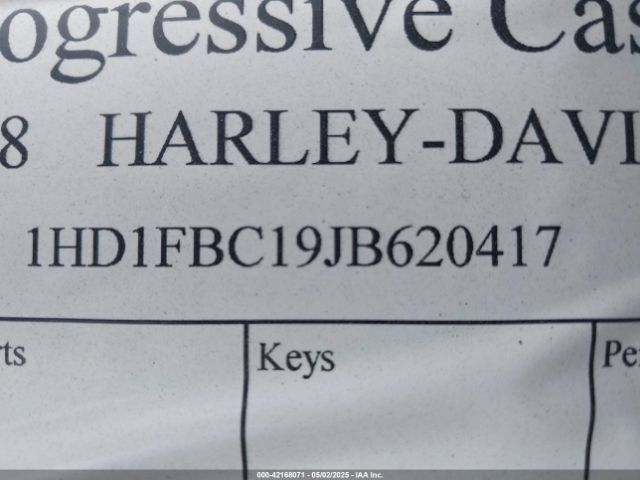 ogressive Cas
8 HARLEY-DAVI
1HD1FBC19JB620417
rts Keys Pe
000-42168071 - 05/02/2025 - IAA Inc.